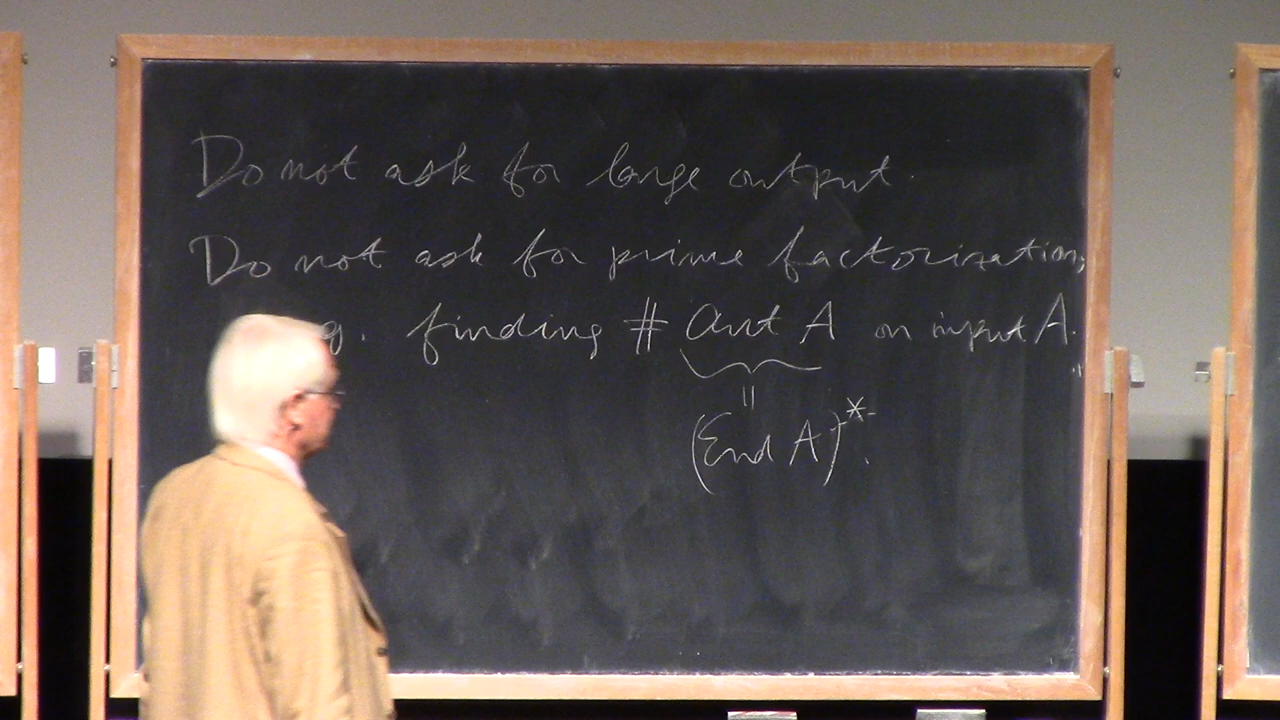 Do not ask for large output.
Do not ask for prime factorization,
g. finding # Aut A on input A.
=
(End A)*.